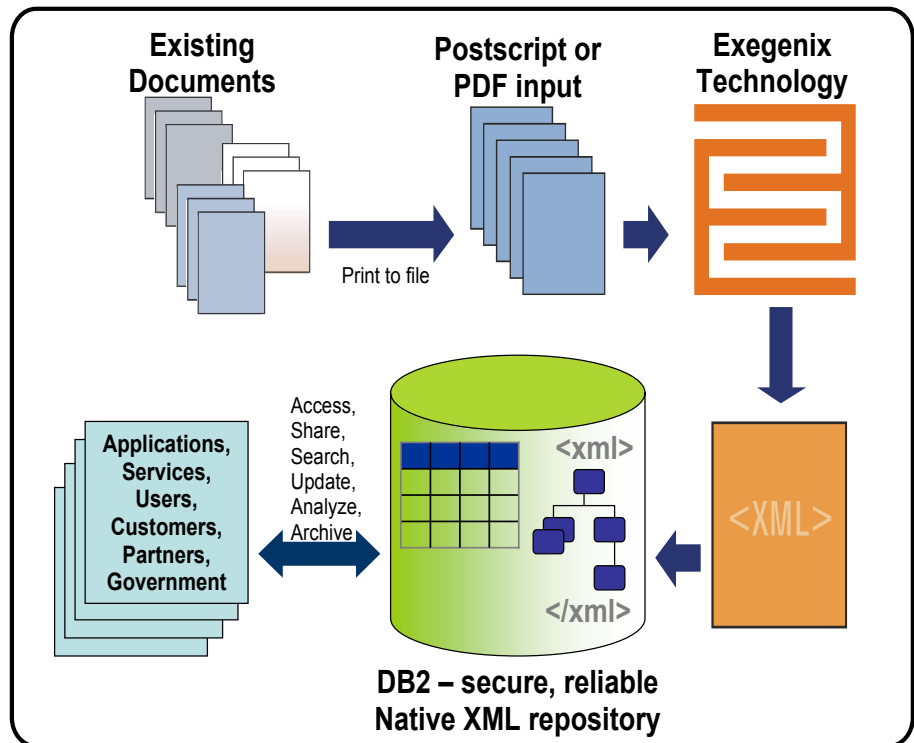 Existing
Documents
Postscript or
PDF input
Exegenix
Technology
Print to file
Applications,
Services,
Users,
Customers,
Partners,
Government
Access,
Share,
Search,
Update,
Analyze,
Archive
<xml>
</xml>
<XML>
DB2 – secure, reliable
Native XML repository